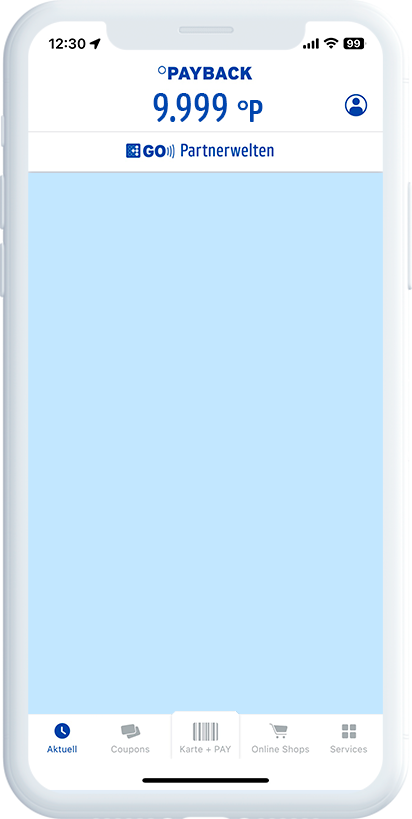 12:30 99
°PAYBACK
9.999 °P
GO Partnerwelten
Aktuell Coupons Karte + PAY Online Shops Services